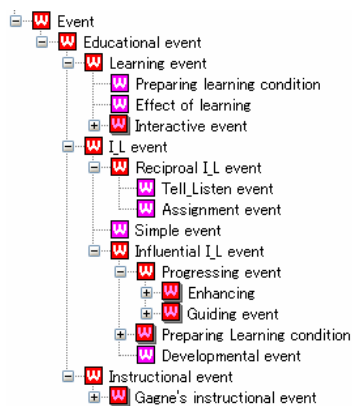 Event
Educational event
Learning event
Preparing learning condition
Effect of learning
Interactive event
I_L event
Reciproal I_L event
Tell_Listen event
Assignment event
Simple event
Influential I_L event
Progressing event
Enhancing
Guiding event
Preparing Learning condition
Developmental event
Instructional event
Gagne's instructional event